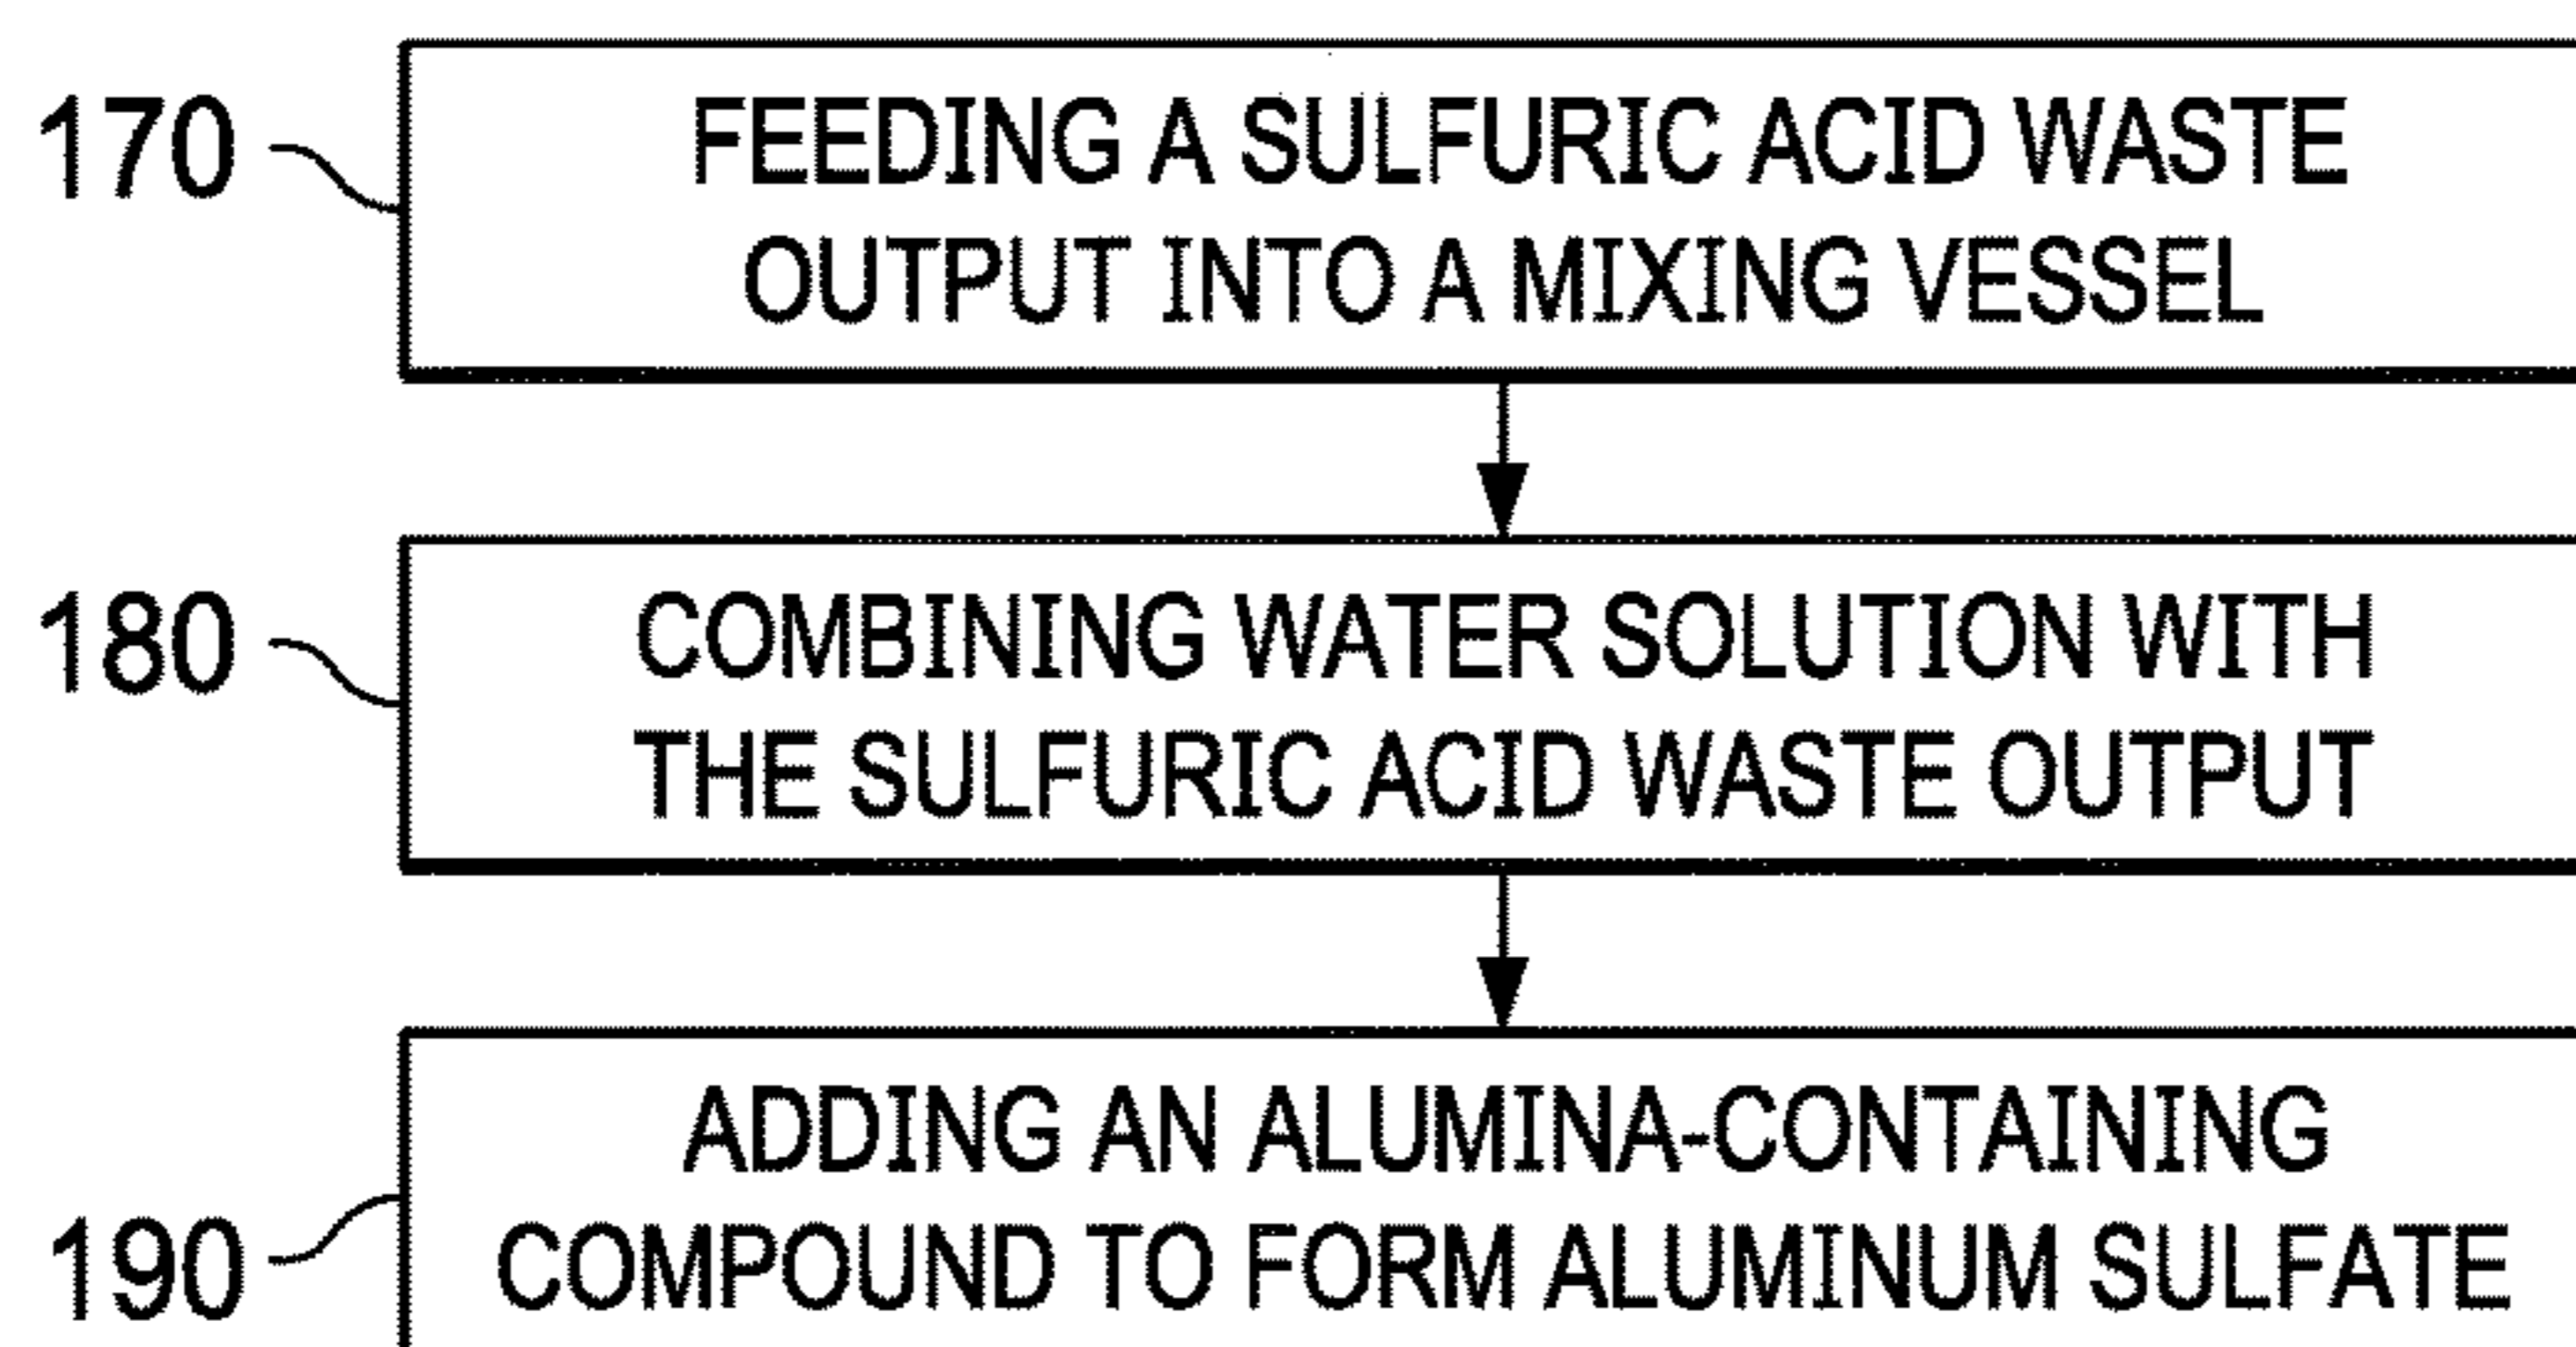 170
FEEDING A SULFURIC ACID WASTE
OUTPUT INTO A MIXING VESSEL
180
COMBINING WATER SOLUTION WITH
THE SULFURIC ACID WASTE OUTPUT
190
ADDING AN ALUMINA-CONTAINING
COMPOUND TO FORM ALUMINUM SULFATE